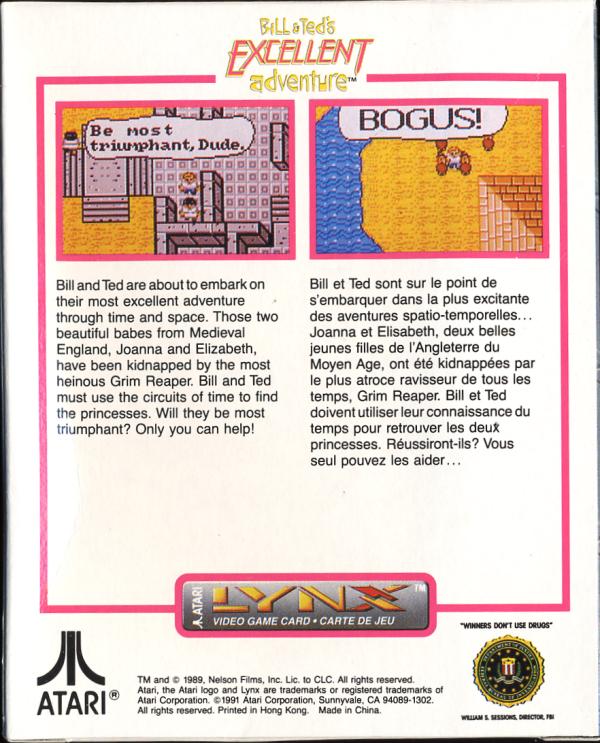 BiLL & Ted's
EXCELLENT
adventure™
Be most
triumphant, Dude.
BOGUS!
Bill and Ted are about to embark on
their most excellent adventure
through time and space. Those two
beautiful babes from Medieval
England, Joanna and Elizabeth,
have been kidnapped by the most
heinous Grim Reaper. Bill and Ted
must use the circuits of time to find
the princesses. Will they be most
triumphant? Only you can help!
Bill et Ted sont sur le point de
s'embarquer dans la plus excitante
des aventures spatio-temporelles...
Joanna et Elisabeth, deux belles
jeunes filles de l'Angleterre du
Moyen Age, ont été kidnappées par
le plus atroce ravisseur de tous les
temps, Grim Reaper. Bill et Ted
doivent utiliser leur connaissance du
temps pour retrouver les deux
princesses. Réussiront-ils? Vous
seul pouvez les aider...
ATARI
LYNX™
VIDEO GAME CARD • CARTE DE JEU
ATARI®
TM and © 1989, Nelson Films, Inc. Lic. to CLC. All rights reserved.
Atari, the Atari logo and Lynx are trademarks or registered trademarks of
Atari Corporation. ©1991 Atari Corporation, Sunnyvale, CA 94089-1302.
All rights reserved. Printed in Hong Kong. Made in China.
"WINNERS DON'T USE DRUGS"
WILLIAM S. SESSIONS, DIRECTOR, FBI